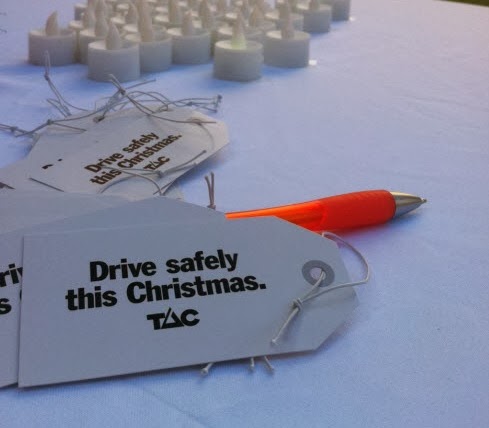 Drive safely
this Christmas.
TAC
Drive safely
this Christmas.
TAC